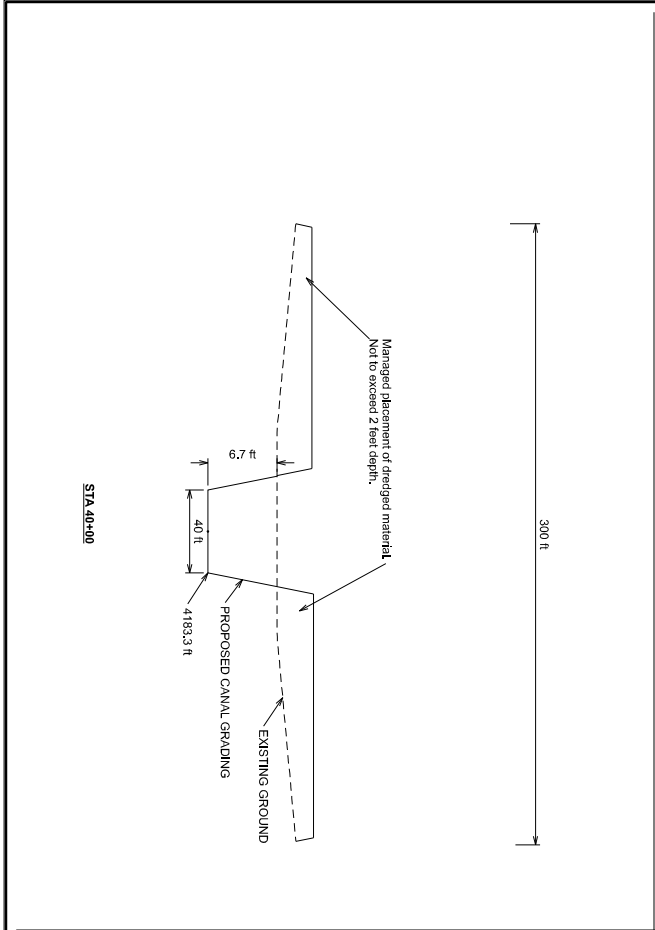 300 ft
Managed placement of dredged material.
Not to exceed 2 feet depth.
6.7 ft
40 ft
4183.3 ft
PROPOSED CANAL GRADING
EXISTING GROUND
STA 40+00